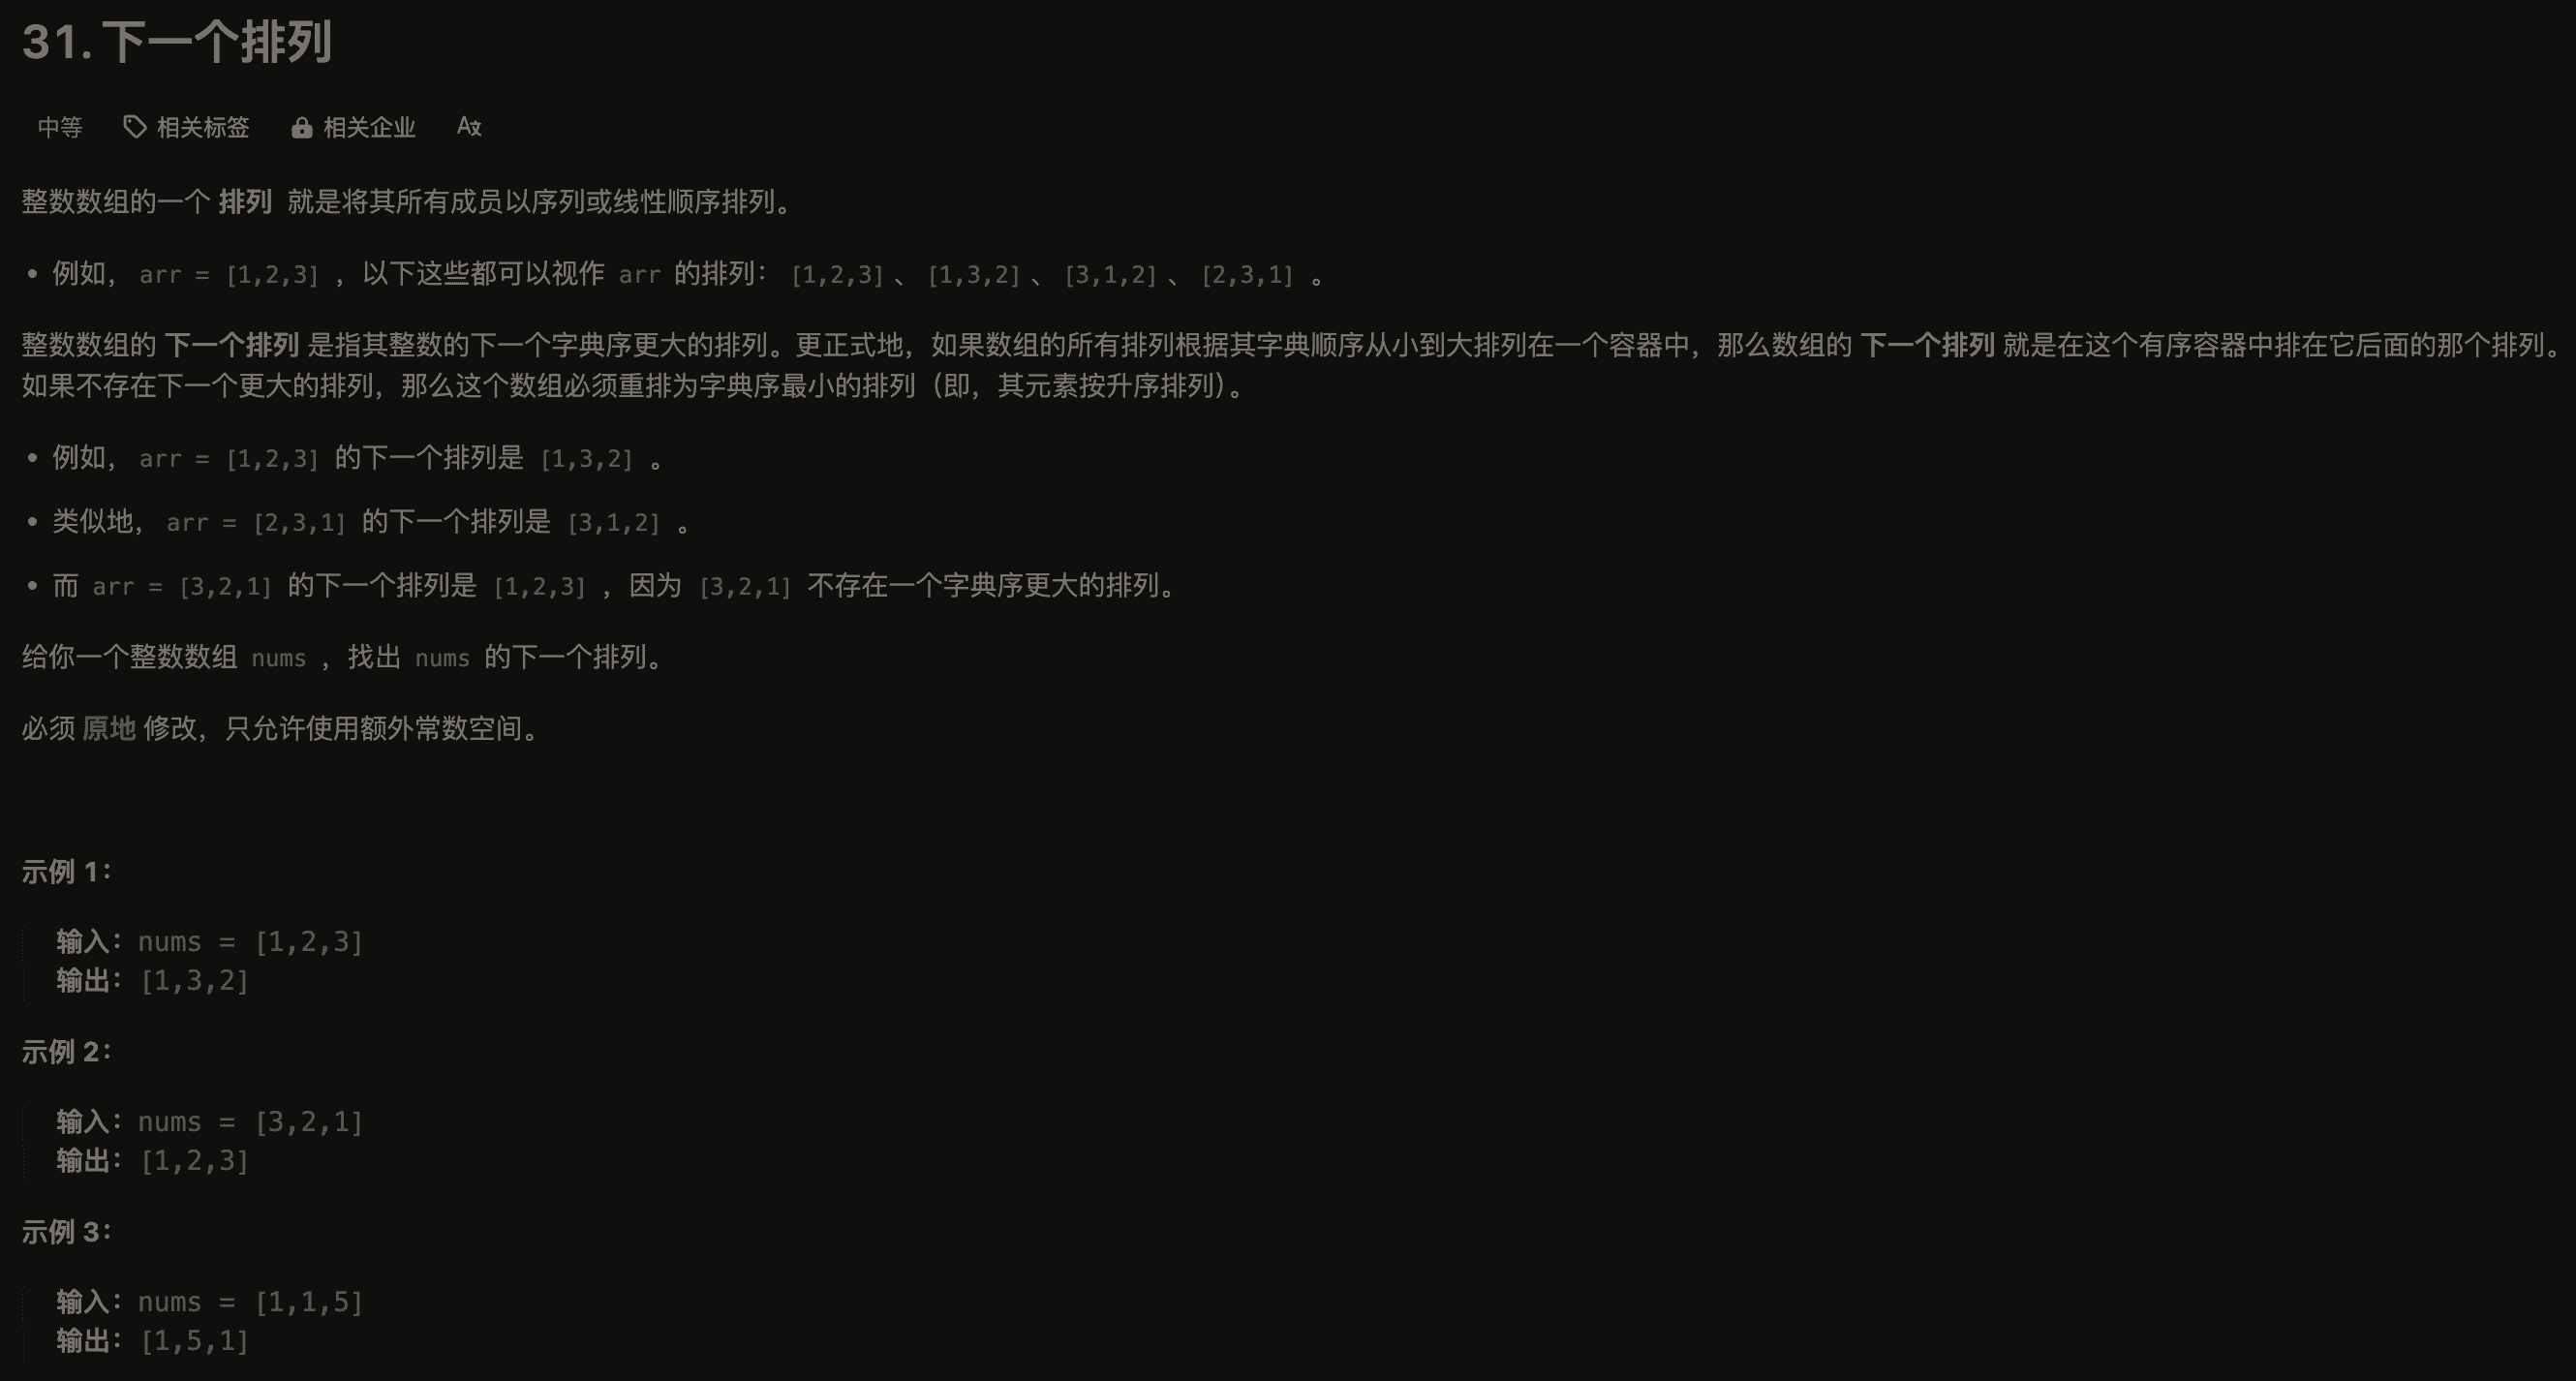 31. 下一个排列
中等 相关标签 相关企业 A文
整数数组的一个 排列 就是将其所有成员以序列或线性顺序排列。
• 例如， arr = [1,2,3] ，以下这些都可以视作 arr 的排列： [1,2,3] 、 [1,3,2] 、 [3,1,2] 、 [2,3,1] 。
整数数组的 下一个排列 是指其整数的下一个字典序更大的排列。更正式地，如果数组的所有排列根据其字典顺序从小到大排列在一个容器中，那么数组的 下一个排列 就是在这个有序容器中排在它后面的那个排列。
如果不存在下一个更大的排列，那么这个数组必须重排为字典序最小的排列（即，其元素按升序排列）。
• 例如， arr = [1,2,3] 的下一个排列是 [1,3,2] 。
• 类似地， arr = [2,3,1] 的下一个排列是 [3,1,2] 。
• 而 arr = [3,2,1] 的下一个排列是 [1,2,3] ，因为 [3,2,1] 不存在一个字典序更大的排列。
给你一个整数数组 nums ，找出 nums 的下一个排列。
必须 原地 修改，只允许使用额外常数空间。
示例 1：
输入：nums = [1,2,3]
输出：[1,3,2]
示例 2：
输入：nums = [3,2,1]
输出：[1,2,3]
示例 3：
输入：nums = [1,1,5]
输出：[1,5,1]